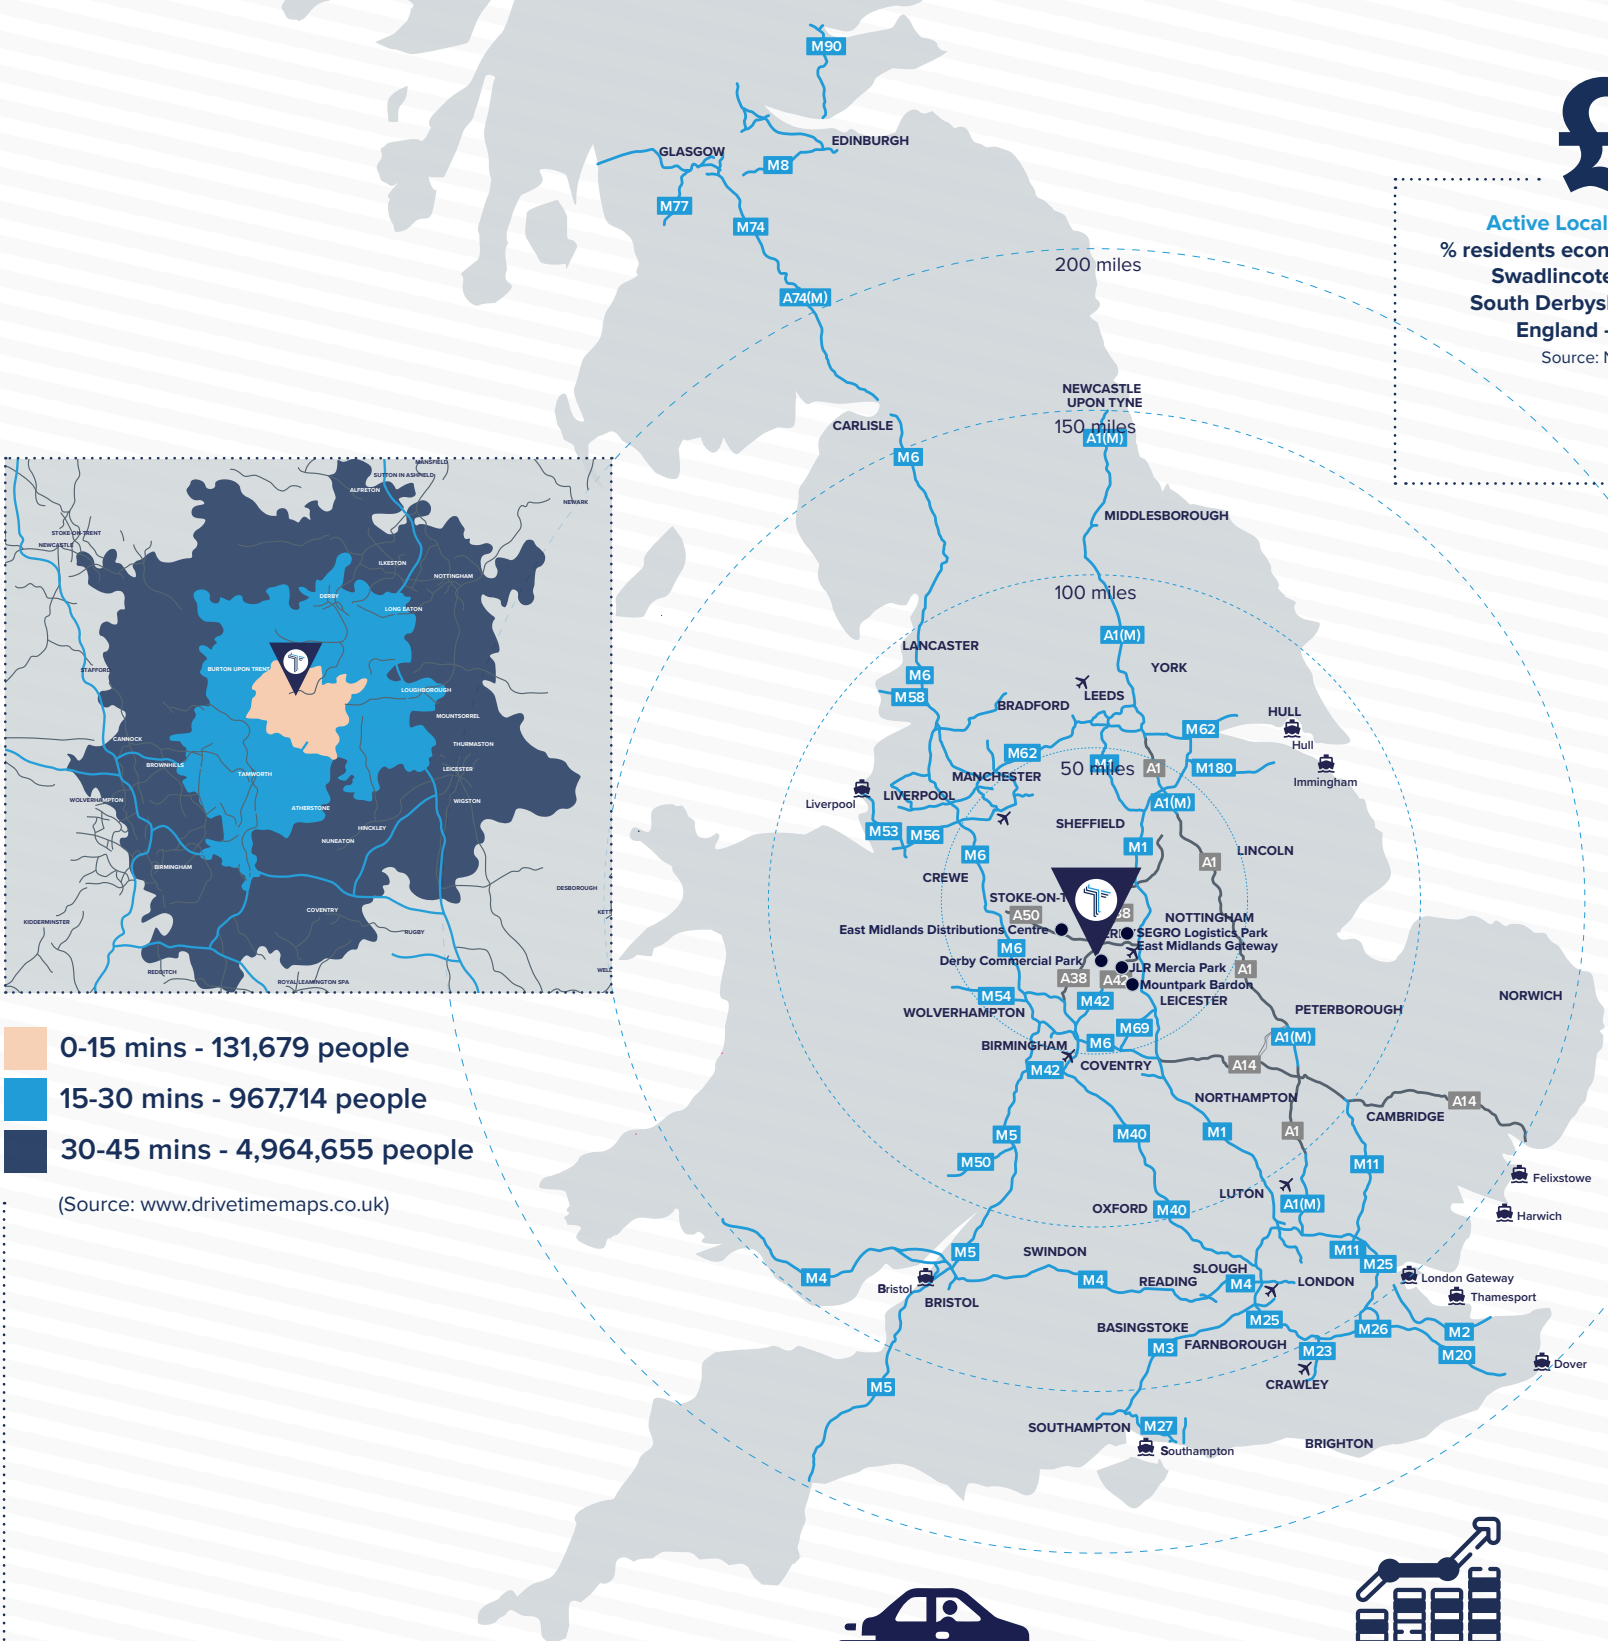 M90
EDINBURGH
GLASGOW
M8
M77
M74
200 miles
A74(M)
£
Active Local
% residents econ
Swadlincote
South Derbys
England -
Source:
NEWCASTLE
UPON TYNE
150 miles
A1(M)
CARLISLE
M6
MIDDLESBOROUGH
100 miles
A1(M)
LANCASTER
YORK
M6
M58
LEEDS
BRADFORD
HULL
M62
Hull
M62
M1
50 miles
A1
M180
MANCHESTER
Immingham
LIVERPOOL
Liverpool
A1(M)
M53
M56
SHEFFIELD
M6
M1
A1
LINCOLN
CREWE
STOKE-ON-T
A50
38
NOTTINGHAM
East Midlands Distributions Centre
SEGRO Logistics Park
East Midlands Gateway
M6
Derby Commercial Park
JLR Mercia Park
A1
A38
A42
Mountpark Bardon
M54
M42
LEICESTER
NORWICH
WOLVERHAMPTON
PETERBOROUGH
M69
A1(M)
BIRMINGHAM
M6
M42
COVENTRY
A14
NORTHAMPTON
A14
CAMBRIDGE
M5
M40
M1
A1
M50
M11
Felixstowe
LUTON
OXFORD
M40
A1(M)
Harwich
M5
SWINDON
M11
M25
M4
SLOUGH
M4
READING
M4
LONDON
London Gateway
Bristol
BRISTOL
Thamesport
M25
BASINGSTOKE
M26
M2
M3
FARNBOROUGH
M23
M20
Dover
CRAWLEY
M5
SOUTHAMPTON
M27
Southampton
BRIGHTON
MANSFIELD
SUTTON IN ASHFIELD
ALFRETON
NEWARK
STOKE-ON-TRENT
NEWCASTLE
ILKESTON
NOTTINGHAM
DERBY
LONG EATON
STAFFORD
BURTON UPON TRENT
LOUGHBOROUGH
MOUNTSORREL
CANNOCK
THURMASTON
BROWNHILLS
TAMWORTH
LEICESTER
WOLVERHAMPTON
WIGSTON
ATHERSTONE
HINCKLEY
NUNEATON
BIRMINGHAM
DESBOROUGH
COVENTRY
KETT
KIDDERMINSTER
RUGBY
REDDITCH
WELL
ROYAL LEAMINGTON SPA
0-15 mins - 131,679 people
15-30 mins - 967,714 people
30-45 mins - 4,964,655 people
(Source: www.drivetimemaps.co.uk)